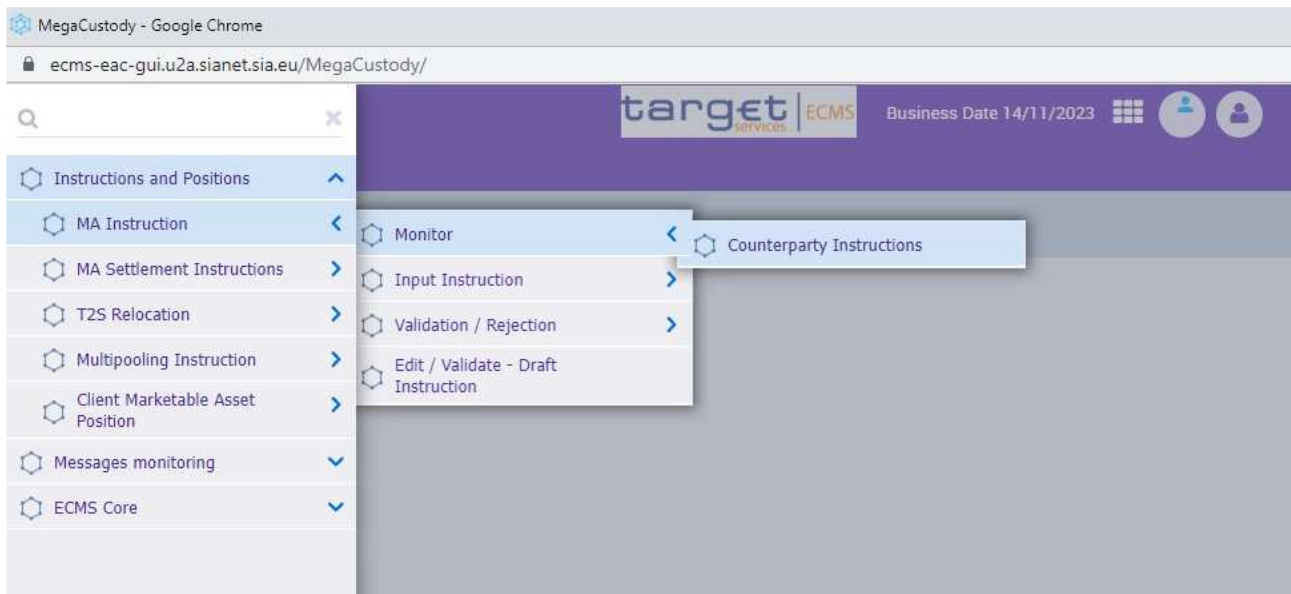 MegaCustody - Google Chrome
ecms-eac-gui.u2a.sianet.sia.eu/MegaCustody/
target services ECMS
Business Date 14/11/2023
Instructions and Positions
MA Instruction
MA Settlement Instructions
T2S Relocation
Multipooling Instruction
Client Marketable Asset
Position
Messages monitoring
ECMS Core
Monitor
Input Instruction
Validation / Rejection
Edit / Validate - Draft
Instruction
Counterparty Instructions